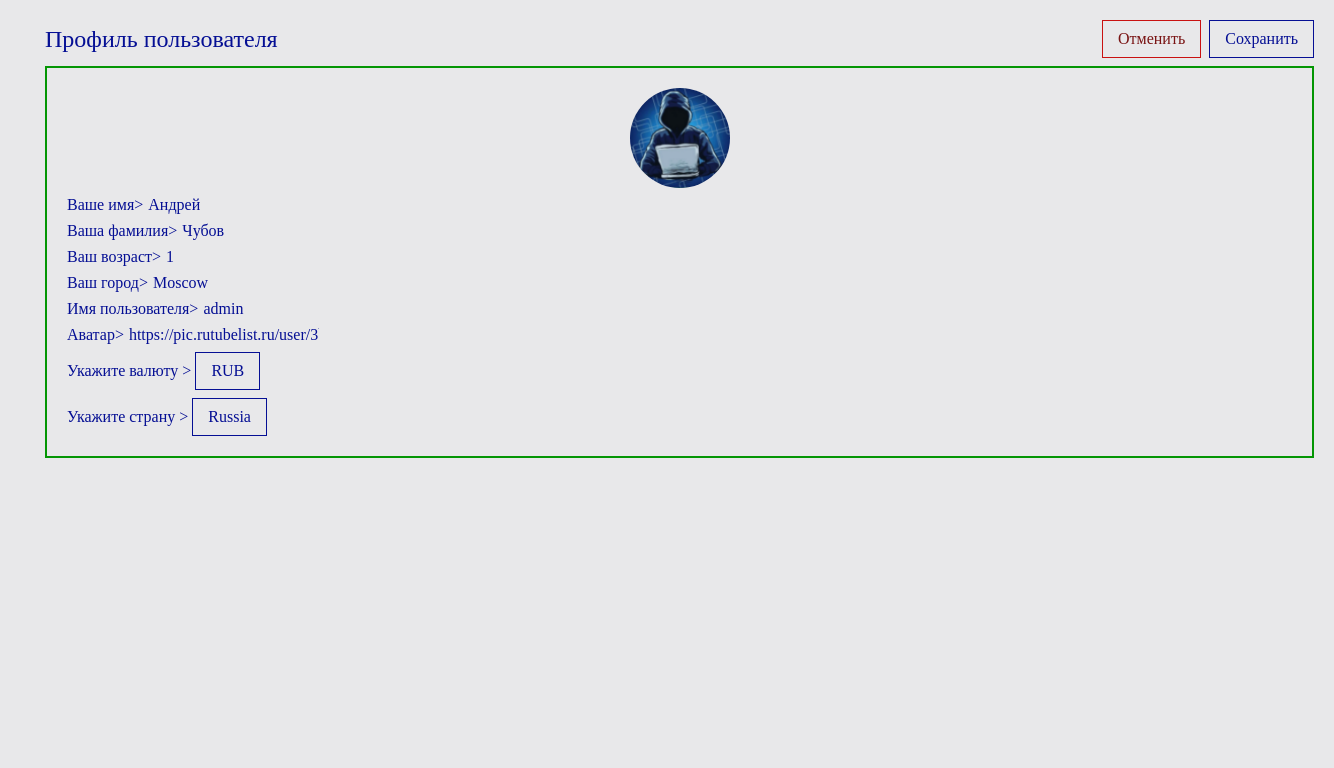 Профиль пользователя
Отменить
Сохранить
Ваше имя> Андрей
Ваша фамилия> Чубов
Ваш возраст> 1
Ваш город> Moscow
Имя пользователя> admin
Аватар> https://pic.rutubelist.ru/user/3
Укажите валюту > RUB
Укажите страну > Russia